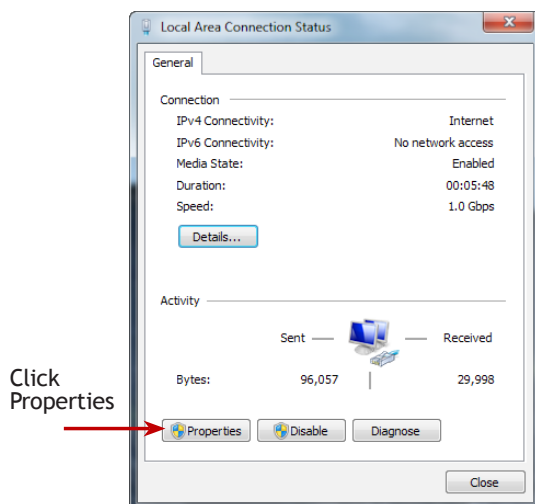 Local Area Connection Status
General
Connection
IPv4 Connectivity: Internet
IPv6 Connectivity: No network access
Media State: Enabled
Duration: 00:05:48
Speed: 1.0 Gbps
Details...
Activity
Sent Received
Bytes: 96,057 29,998
Click
Properties
Properties Disable Diagnose
Close